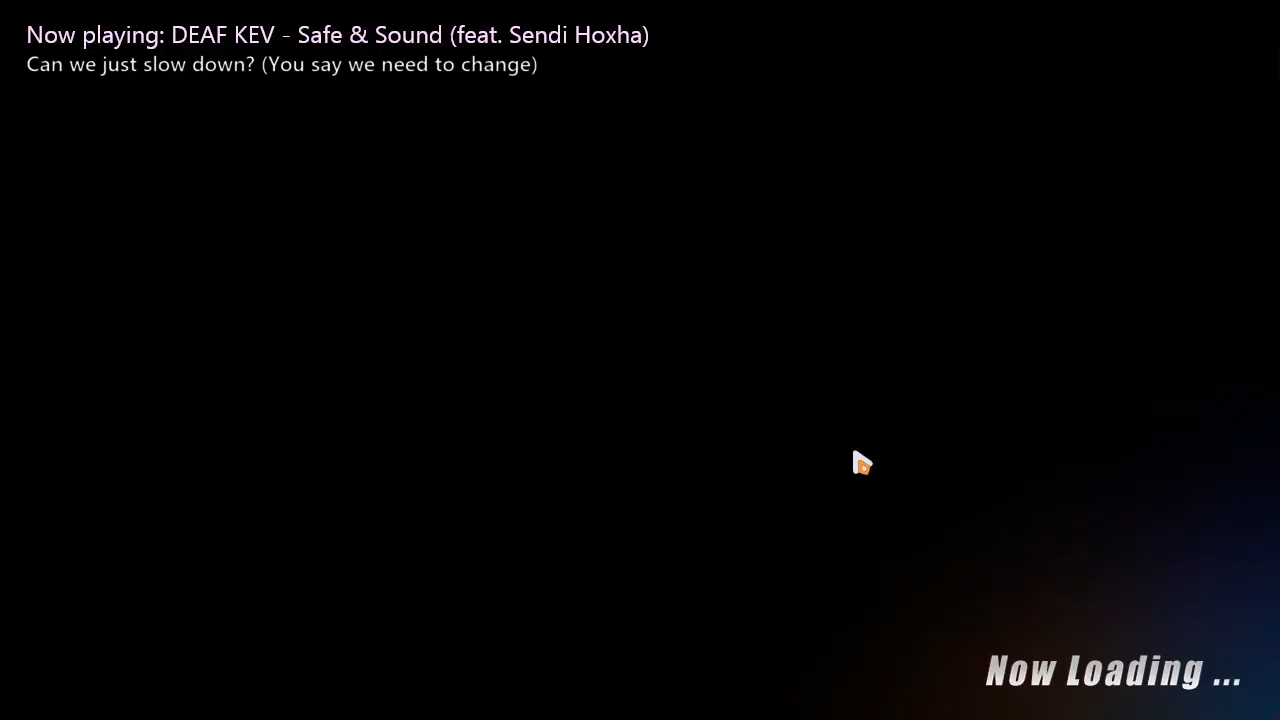 Now playing: DEAF KEV - Safe & Sound (feat. Sendi Hoxha)
Can we just slow down? (You say we need to change)
Now Loading ...